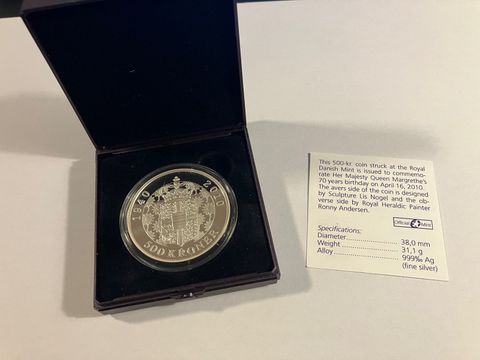 1940 2010
500 KRONER
This 500-kr. coin struck at the Royal
Danish Mint is issued to commemo-
rate Her Majesty Queen Margrethe's
70 years birthday on April 16, 2010.
The avers side of the coin is designed
by Sculpture Lis Nogel and the ob-
verse side by Royal Heraldic Painter
Ronny Andersen.
Official Mint
Specifications:
Diameter.................... 38,0 mm
Weight ...................... 31,1 g
Alloy.......................... 999‰ Ag
(fine silver)